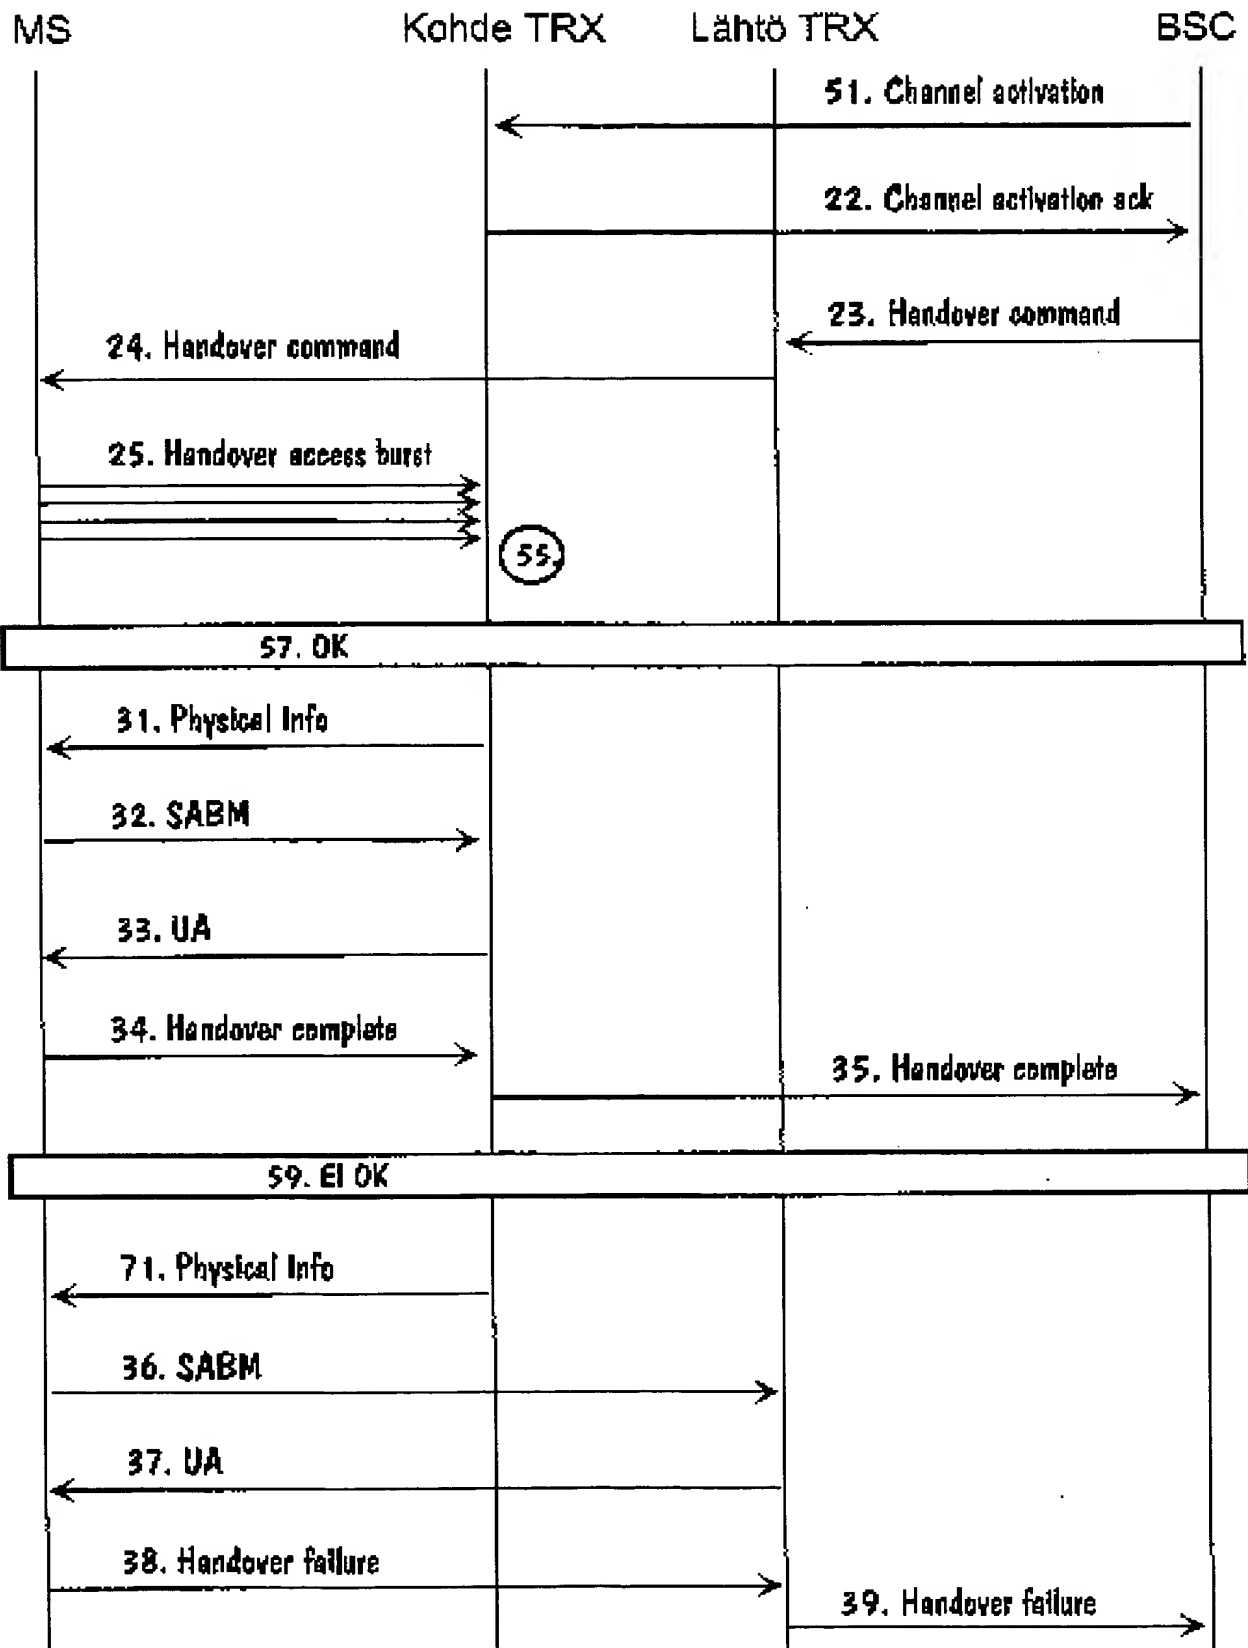 MS Kohde TRX Lähtö TRX BSC
51. Channel activation
22. Channel activation ack
23. Handover command
24. Handover command
25. Handover access burst
55.
57. OK
31. Physical Info
32. SABM
33. UA
34. Handover complete
35. Handover complete
59. EI OK
71. Physical Info
36. SABM
37. UA
38. Handover failure
39. Handover failure